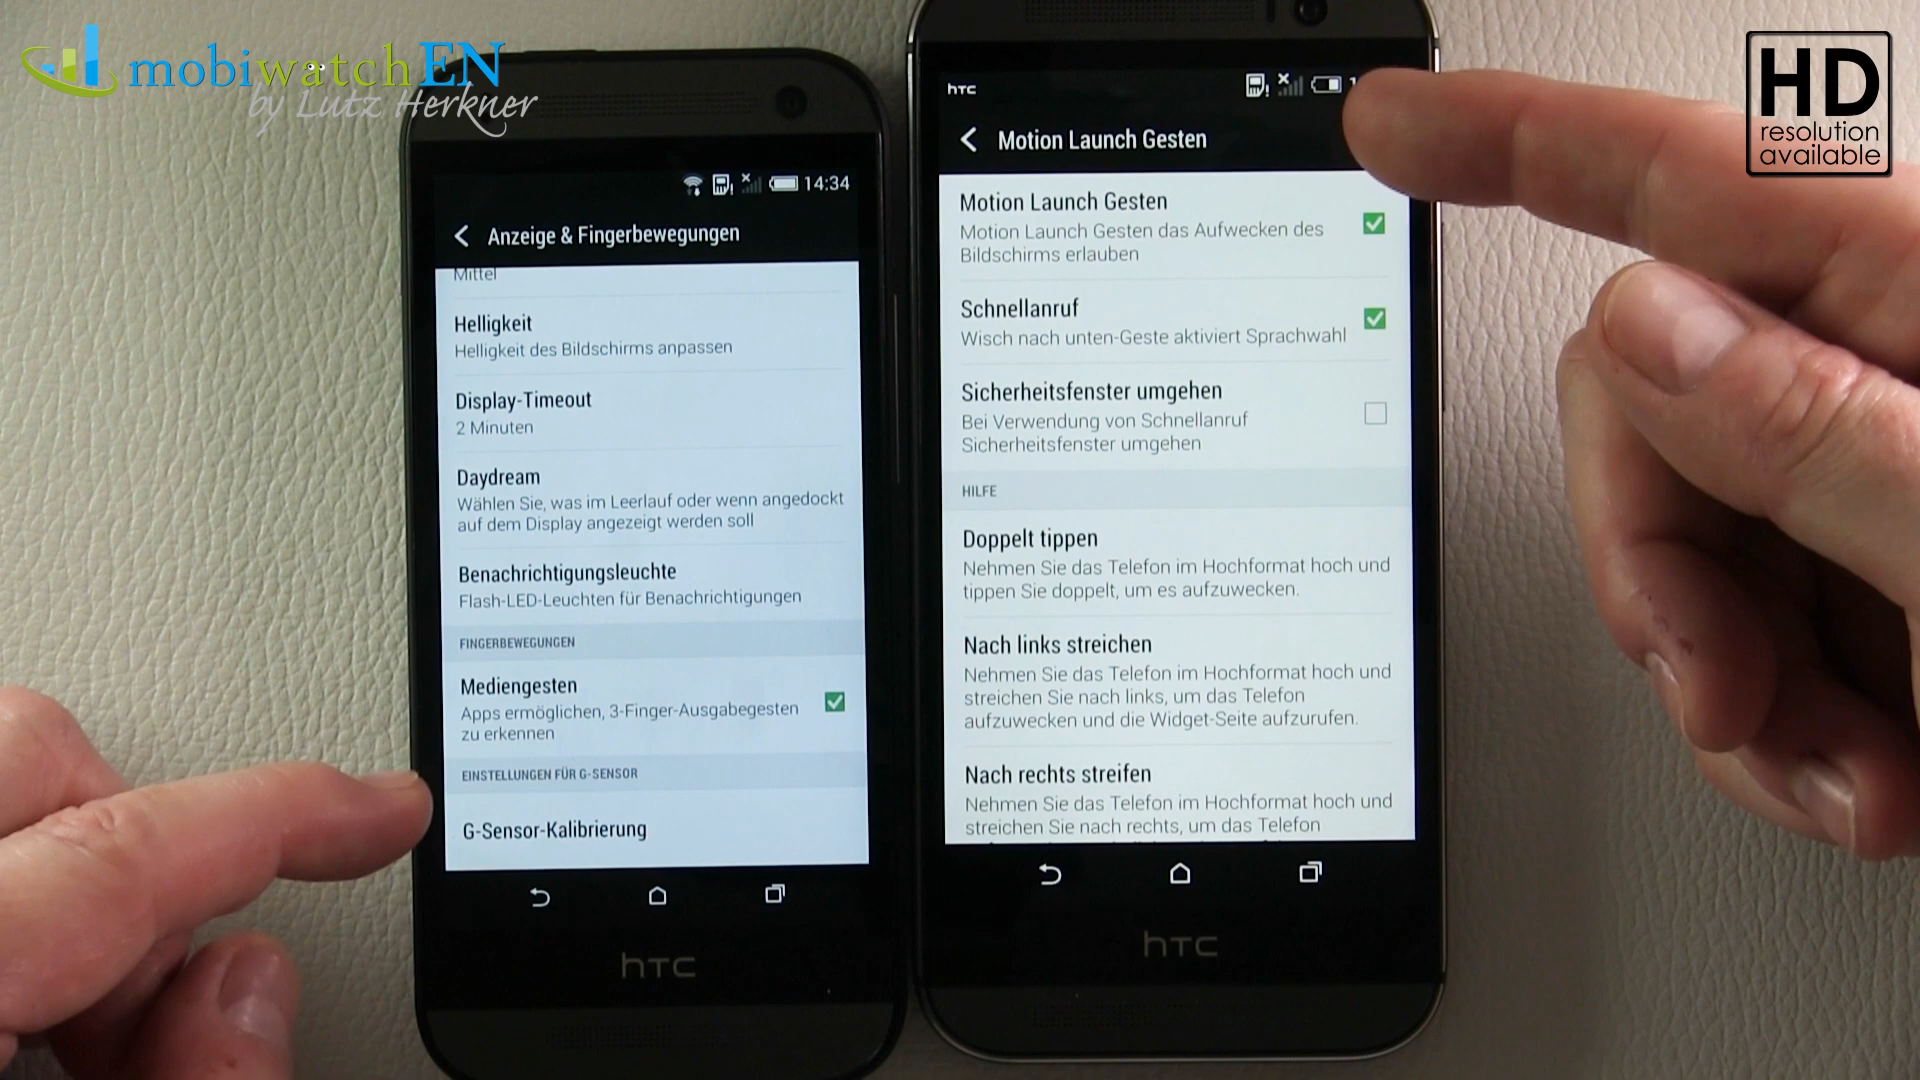 mobiwatchEN
by Lutz Herkner
HD
resolution
available
14:34
Anzeige & Fingerbewegungen
Mittel
Helligkeit
Helligkeit des Bildschirms anpassen
Display-Timeout
2 Minuten
Daydream
Wählen Sie, was im Leerlauf oder wenn angedockt
auf dem Display angezeigt werden soll
Benachrichtigungsleuchte
Flash-LED-Leuchten für Benachrichtigungen
FINGERBEWEGUNGEN
Mediengesten
Apps ermöglichen, 3-Finger-Ausgabegesten
zu erkennen
EINSTELLUNGEN FÜR G-SENSOR
G-Sensor-Kalibrierung
hTC
hTC
Motion Launch Gesten
Motion Launch Gesten
Motion Launch Gesten das Aufwecken des
Bildschirms erlauben
Schnellanruf
Wisch nach unten-Geste aktiviert Sprachwahl
Sicherheitsfenster umgehen
Bei Verwendung von Schnellanruf
Sicherheitsfenster umgehen
HILFE
Doppelt tippen
Nehmen Sie das Telefon im Hochformat hoch und
tippen Sie doppelt, um es aufzuwecken.
Nach links streichen
Nehmen Sie das Telefon im Hochformat hoch und
streichen Sie nach links, um das Telefon
aufzuwecken und die Widget-Seite aufzurufen.
Nach rechts streifen
Nehmen Sie das Telefon im Hochformat hoch und
streichen Sie nach rechts, um das Telefon
hTC